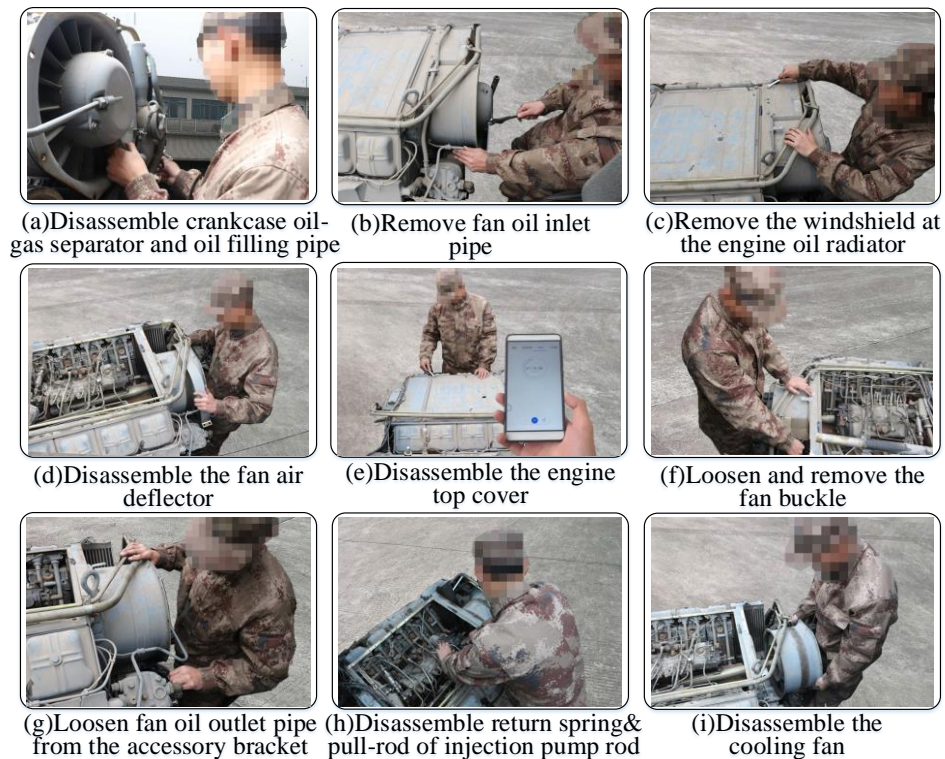 (a)Disassemble crankcase oil-
gas separator and oil filling pipe
(b)Remove fan oil inlet
pipe
(c)Remove the windshield at
the engine oil radiator
(d)Disassemble the fan air
deflector
(e)Disassemble the engine
top cover
(f)Loosen and remove the
fan buckle
(g)Loosen fan oil outlet pipe
from the accessory bracket
(h)Disassemble return spring&
pull-rod of injection pump rod
(i)Disassemble the
cooling fan